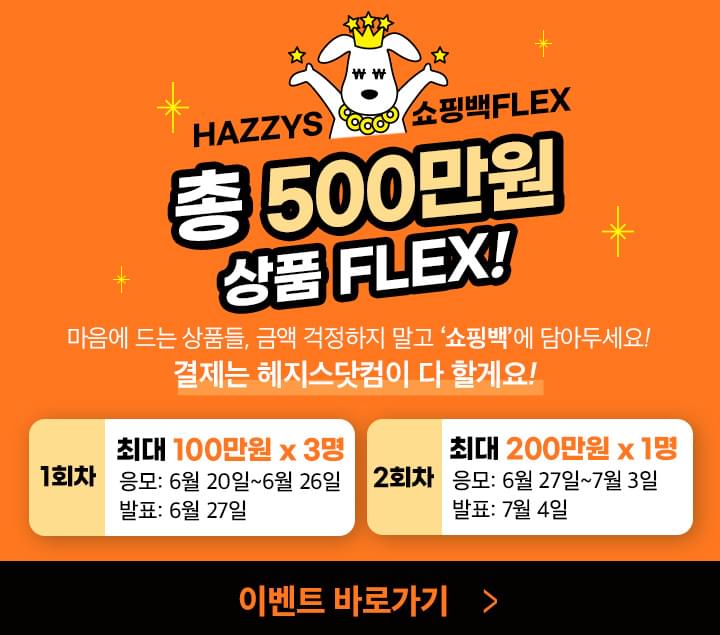 HAZZYS 쇼핑백FLEX
총 500만원
상품 FLEX!
마음에 드는 상품들, 금액 걱정하지 말고 ‘쇼핑백’에 담아두세요!
결제는 헤지스닷컴이 다 할게요!
1회차
최대 100만원 x 3명
응모: 6월 20일~6월 26일
발표: 6월 27일
2회차
최대 200만원 x 1명
응모: 6월 27일~7월 3일
발표: 7월 4일
이벤트 바로가기 >